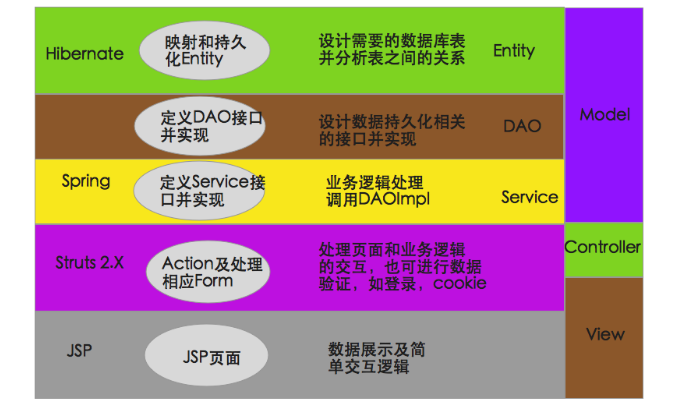 Hibernate
映射和持久
化Entity
设计需要的数据库表
并分析表之间的关系
Entity
定义DAO接口
并实现
设计数据持久化相关
的接口并实现
DAO
Model
Spring
定义Service接
口并实现
业务逻辑处理
调用DAOImpl
Service
Struts 2.X
Action及处理
相应Form
处理页面和业务逻辑
的交互，也可进行数据
验证，如登录，cookie
Controller
JSP
JSP页面
数据展示及简
单交互逻辑
View